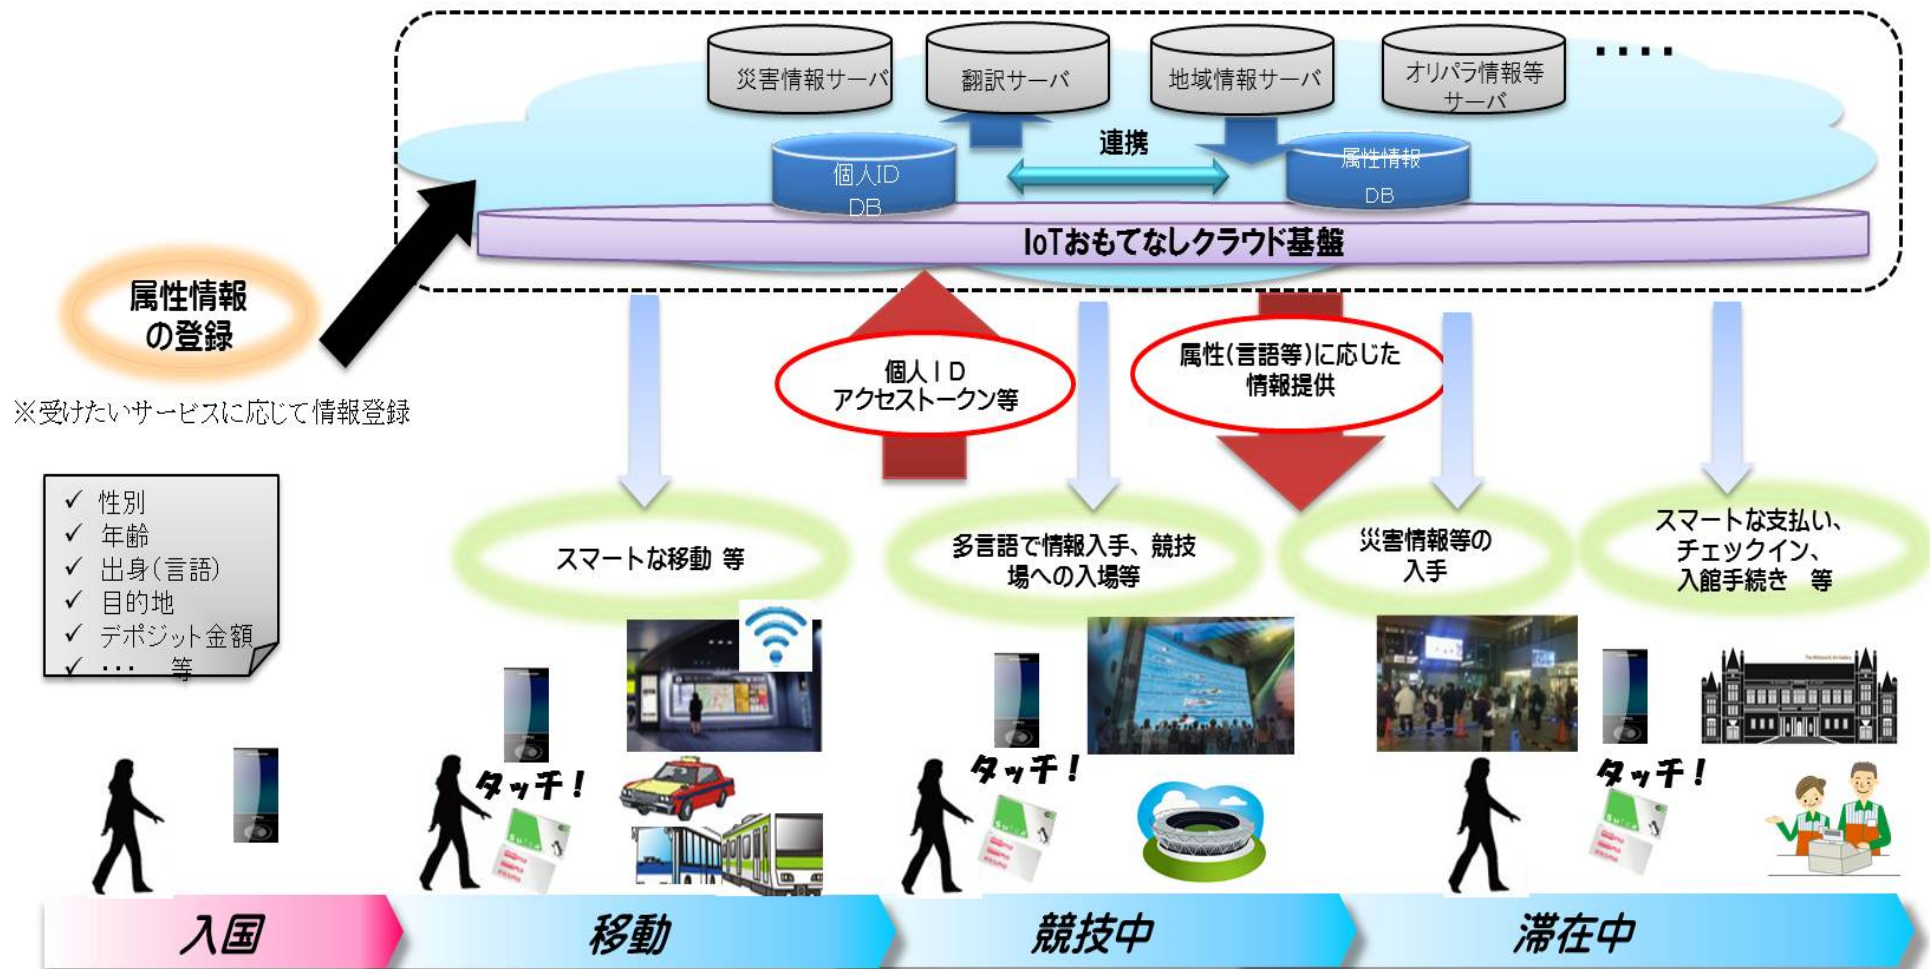 災害情報サーバ
翻訳サーバ
地域情報サーバ
オリパラ情報等
サーバ
・・・・
連携
個人ID
DB
属性情報
DB
IoTおもてなしクラウド基盤
属性情報
の登録
※受けたいサービスに応じて情報登録
個人ID
アクセストークン等
属性(言語等)に応じた
情報提供
✓ 性別
✓ 年齢
✓ 出身(言語)
✓ 目的地
✓ デポジット金額
✓ ・・・ 等
スマートな移動 等
多言語で情報入手、競技
場への入場等
災害情報等の
入手
スマートな支払い、
チェックイン、
入館手続き 等
タッチ!
Suica
タッチ!
Suica
タッチ!
Suica
入国
移動
競技中
滞在中